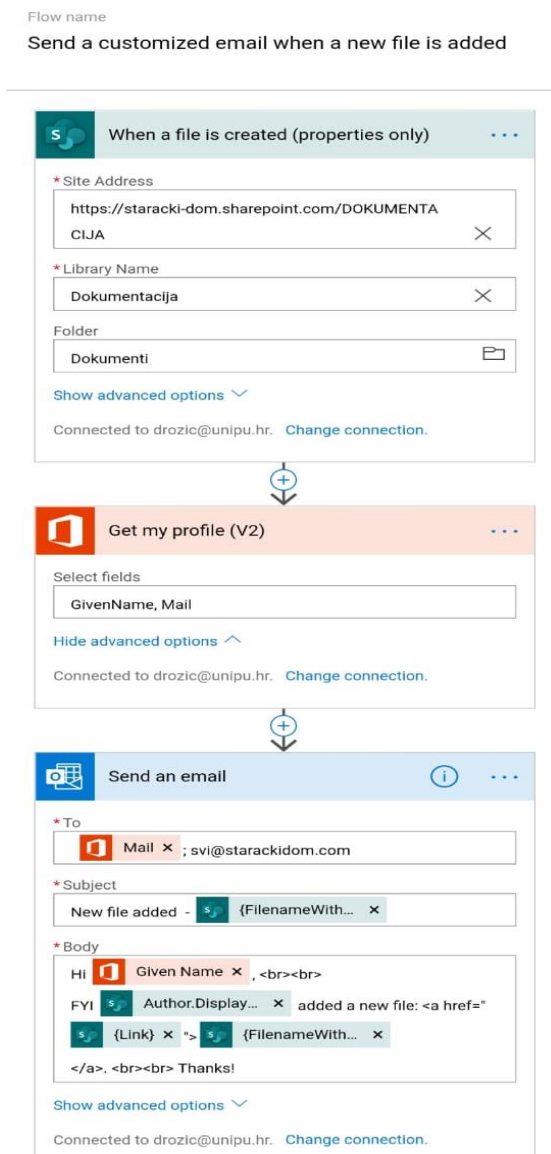 Flow name
Send a customized email when a new file is added
S
When a file is created (properties only)
...
* Site Address
https://staracki-dom.sharepoint.com/DOKUMENTA
CIJA
* Library Name
Dokumentacija
Folder
Dokumenti
Show advanced options
Connected to drozic@unipu.hr. Change connection.
Get my profile (V2)
...
Select fields
GivenName, Mail
Hide advanced options
Connected to drozic@unipu.hr. Change connection.
Send an email
...
* To
Mail × ; svi@starackidom.com
* Subject
New file added - {FilenameWith... ×
* Body
Hi Given Name × , <br><br>
FYI Author.Display... × added a new file: <a href="
{Link} × "> {FilenameWith... ×
</a>. <br><br> Thanks!
Show advanced options
Connected to drozic@unipu.hr. Change connection.